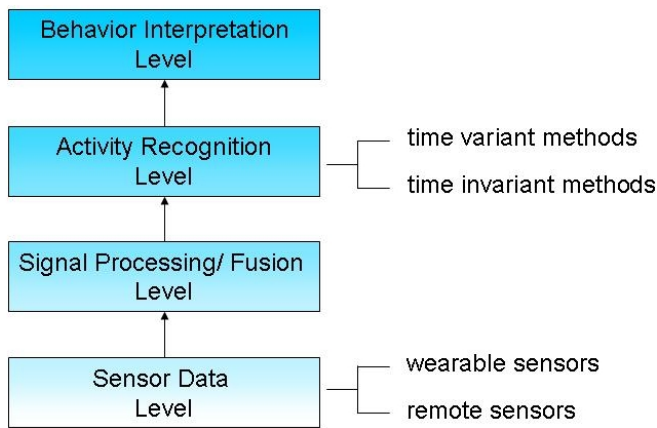 Behavior Interpretation
Level
Activity Recognition
Level
time variant methods
time invariant methods
Signal Processing/ Fusion
Level
Sensor Data
Level
wearable sensors
remote sensors